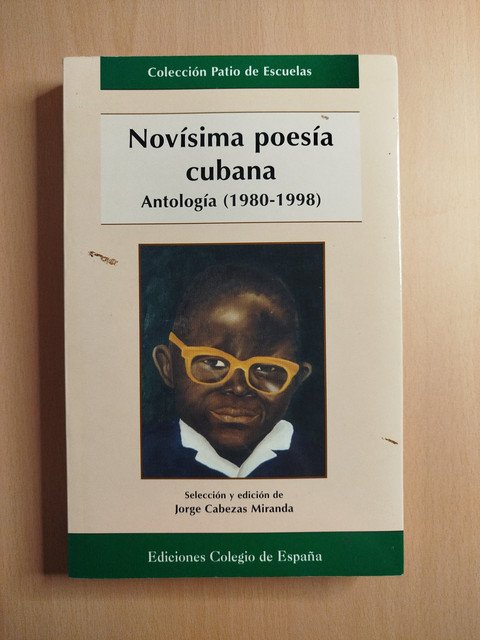 Colección Patio de Escuelas
Novísima poesía
cubana
Antología (1980-1998)
Selección y edición de
Jorge Cabezas Miranda
Ediciones Colegio de España